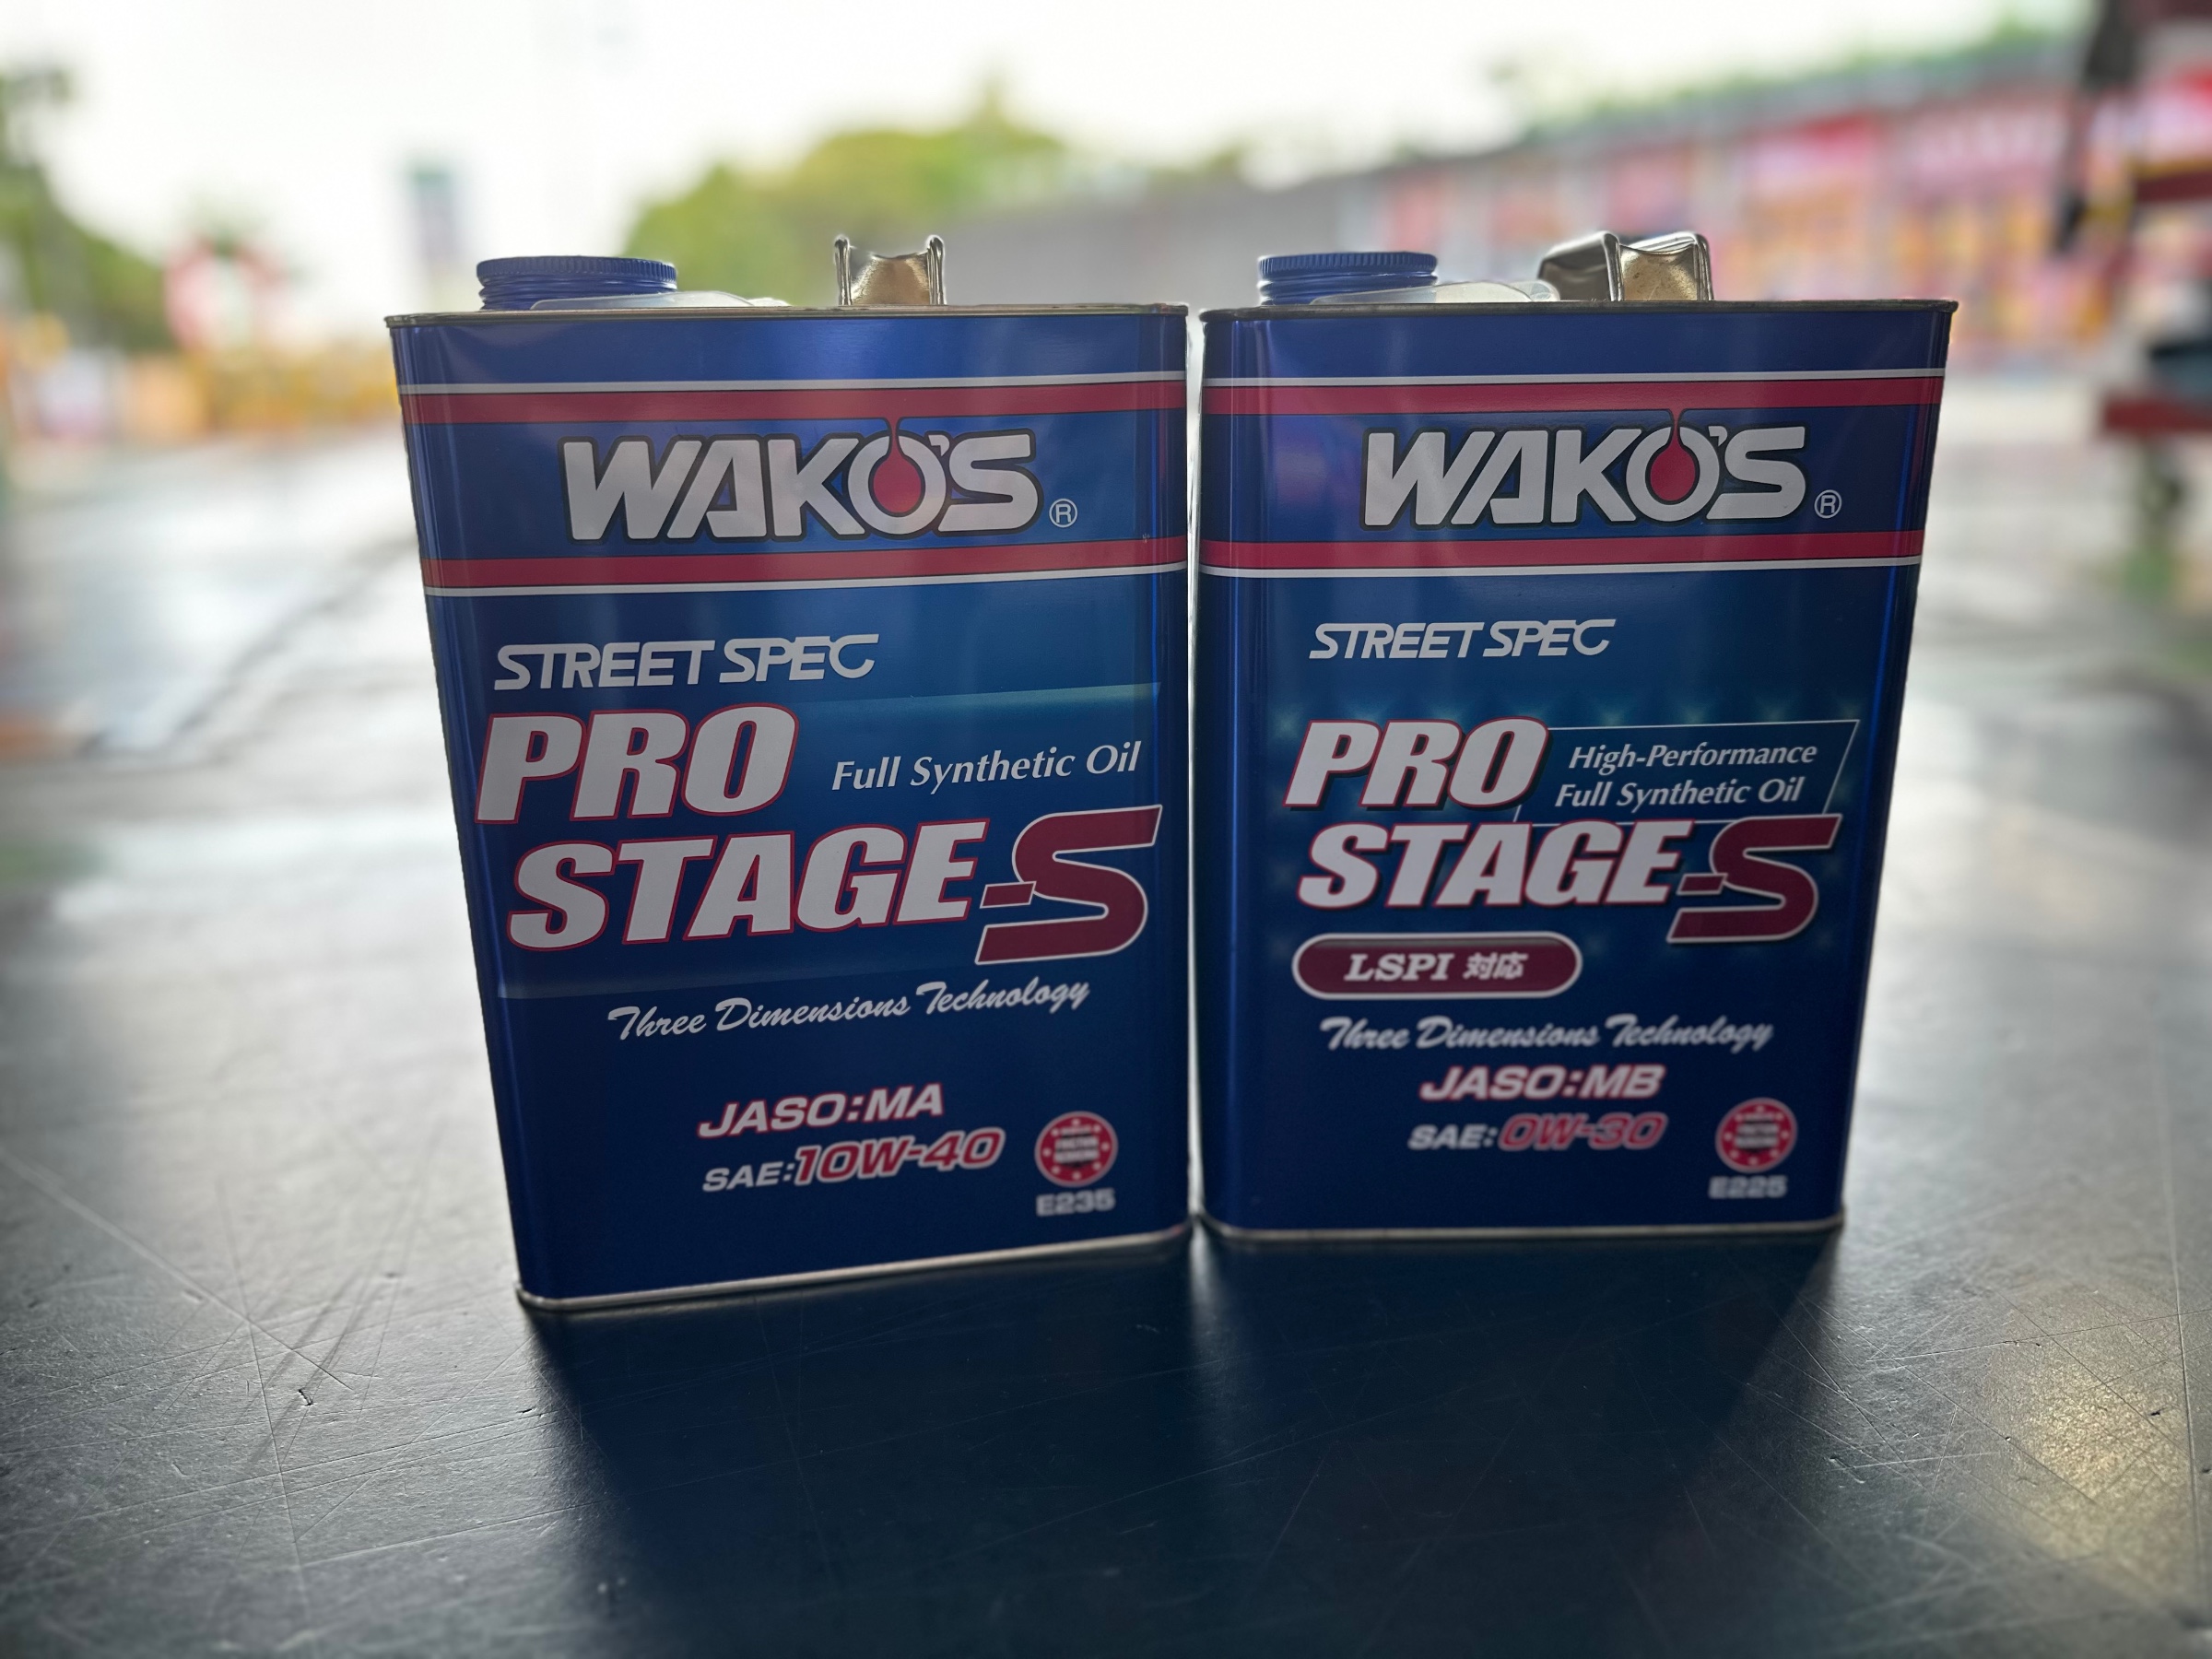 WAKO'S®
STREET SPEC
PRO
Full Synthetic Oil
STAGE-S
Three Dimensions Technology
JASO:MA
SAE:10W-40
E235
WAKO'S®
STREET SPEC
PRO
High-Performance
Full Synthetic Oil
STAGE-S
LSPI 対応
Three Dimensions Technology
JASO:MB
SAE:0W-30
E225